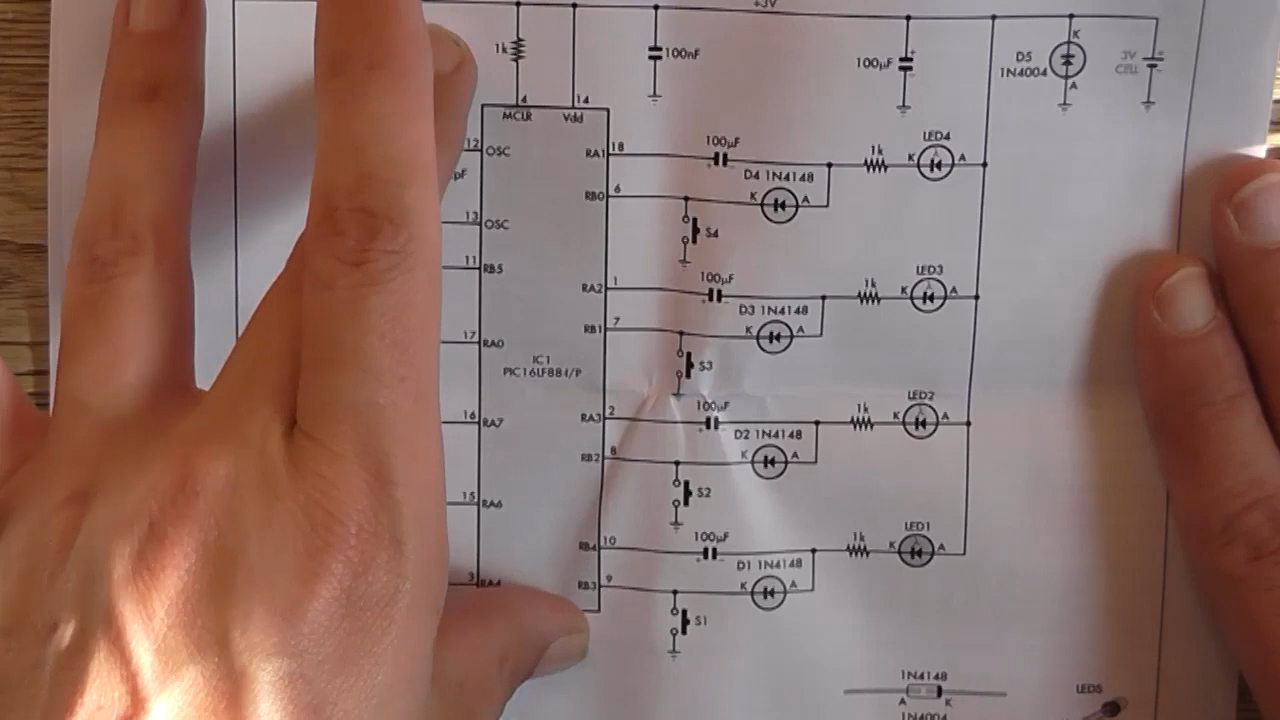 +3V
1k
100nF
100µF
+
-
D5
1N4004
K
A
3V
CELL
+
-
4
MCLR
14
Vdd
12
OSC
pF
13
OSC
11
RB5
17
RA0
16
RA7
15
RA6
3
RA4
IC1
PIC16LF88-I/P
RA1
18
100µF
+
-
1k
K
LED4
A
RB0
6
D4 1N4148
K
A
S4
RA2
1
100µF
+
-
1k
K
LED3
A
RB1
7
D3 1N4148
K
A
S3
RA3
2
100µF
+
-
1k
K
LED2
A
RB2
8
D2 1N4148
K
A
S2
RB4
10
100µF
+
-
1k
K
LED1
A
RB3
9
D1 1N4148
K
A
S1
1N4148
A
K
1N4004
LEDS